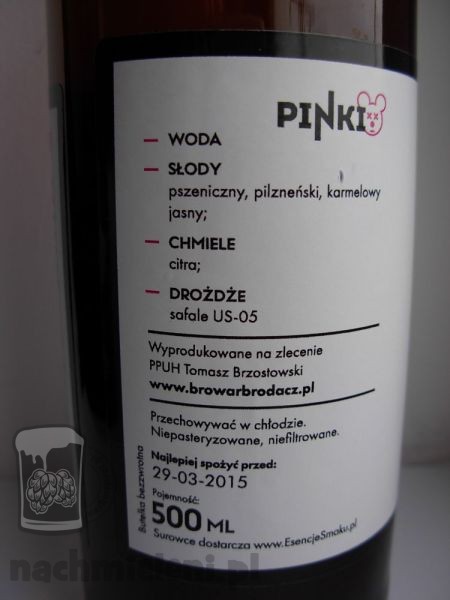 PINKI
– WODA
– SŁODY
pszeniczny, pilzneński, karmelowy
jasny;
– CHMIELE
citra;
– DROŻDŻE
safale US-05
Wyprodukowane na zlecenie
PPUH Tomasz Brzostowski
www.browarbrodacz.pl
Przechowywać w chłodzie.
Niepasteryzowane, niefiltrowane.
Najlepiej spożyć przed:
29-03-2015
Pojemność:
500 ML
Butelka bezzwrotna
Surowce dostarcza www.EsencjeSmaku.pl
nachmieleni.pl